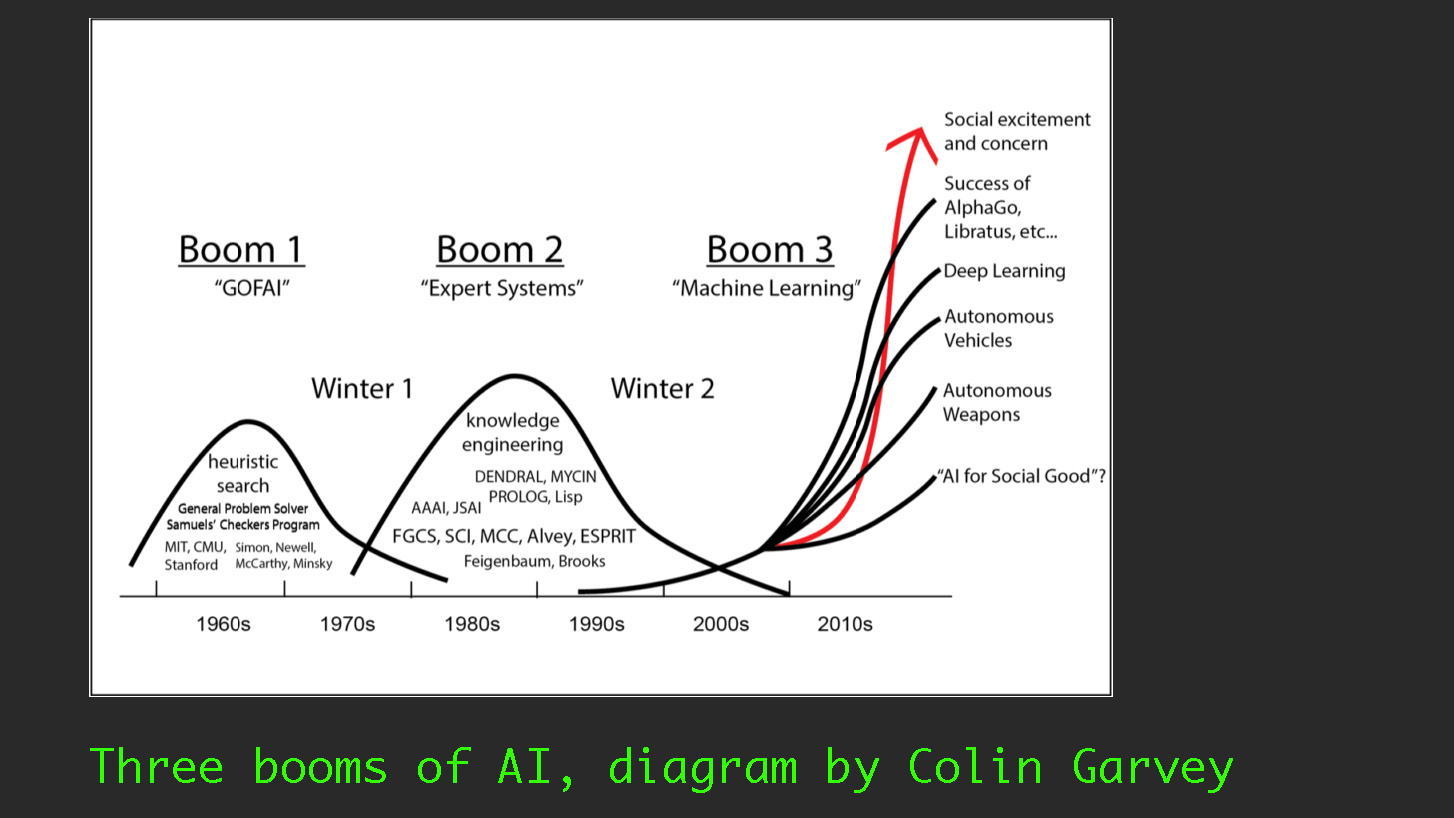 Social excitement
and concern
Success of
AlphaGo,
Libratus, etc...
Boom 1
"GOFAI"
Boom 2
“Expert Systems”
Boom 3
“Machine Learning”
Deep Learning
Autonomous
Vehicles
Winter 1
Winter 2
Autonomous
Weapons
“AI for Social Good”?
heuristic
search
General Problem Solver
Samuels’ Checkers Program
MIT, CMU,
Stanford
Simon, Newell,
McCarthy, Minsky
knowledge
engineering
DENDRAL, MYCIN
PROLOG, Lisp
AAAI, JSAI
FGCS, SCI, MCC, Alvey, ESPRIT
Feigenbaum, Brooks
1960s 1970s 1980s 1990s 2000s 2010s
Three booms of AI, diagram by Colin Garvey